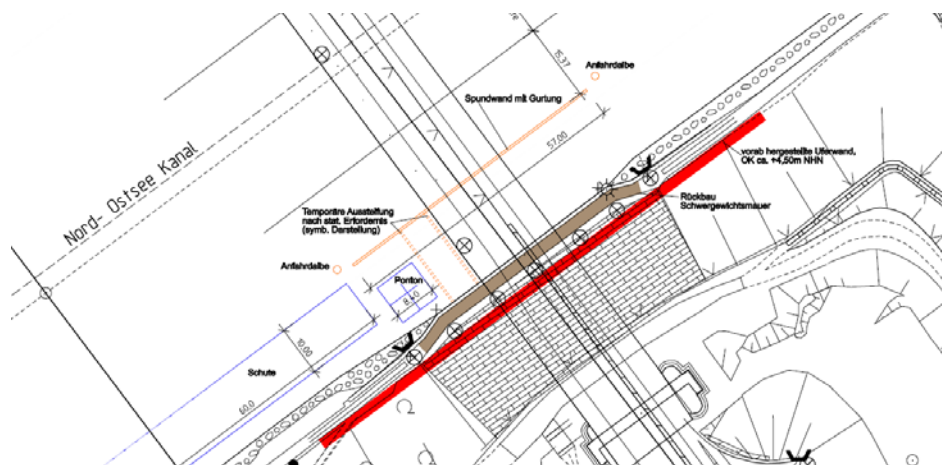 Anfahrdalbe
15,37
Spundwand mit Gurtung
57,00
vorab hergestellte Uferwand,
OK ca. +4,50m NHN
Nord- Ostsee Kanal
Rückbau
Schwergewichtsmauer
Temporäre Aussteifung
nach stat. Erfordernis
(symb. Darstellung)
Anfahrdalbe
Ponton
10,00
Schute
60,0